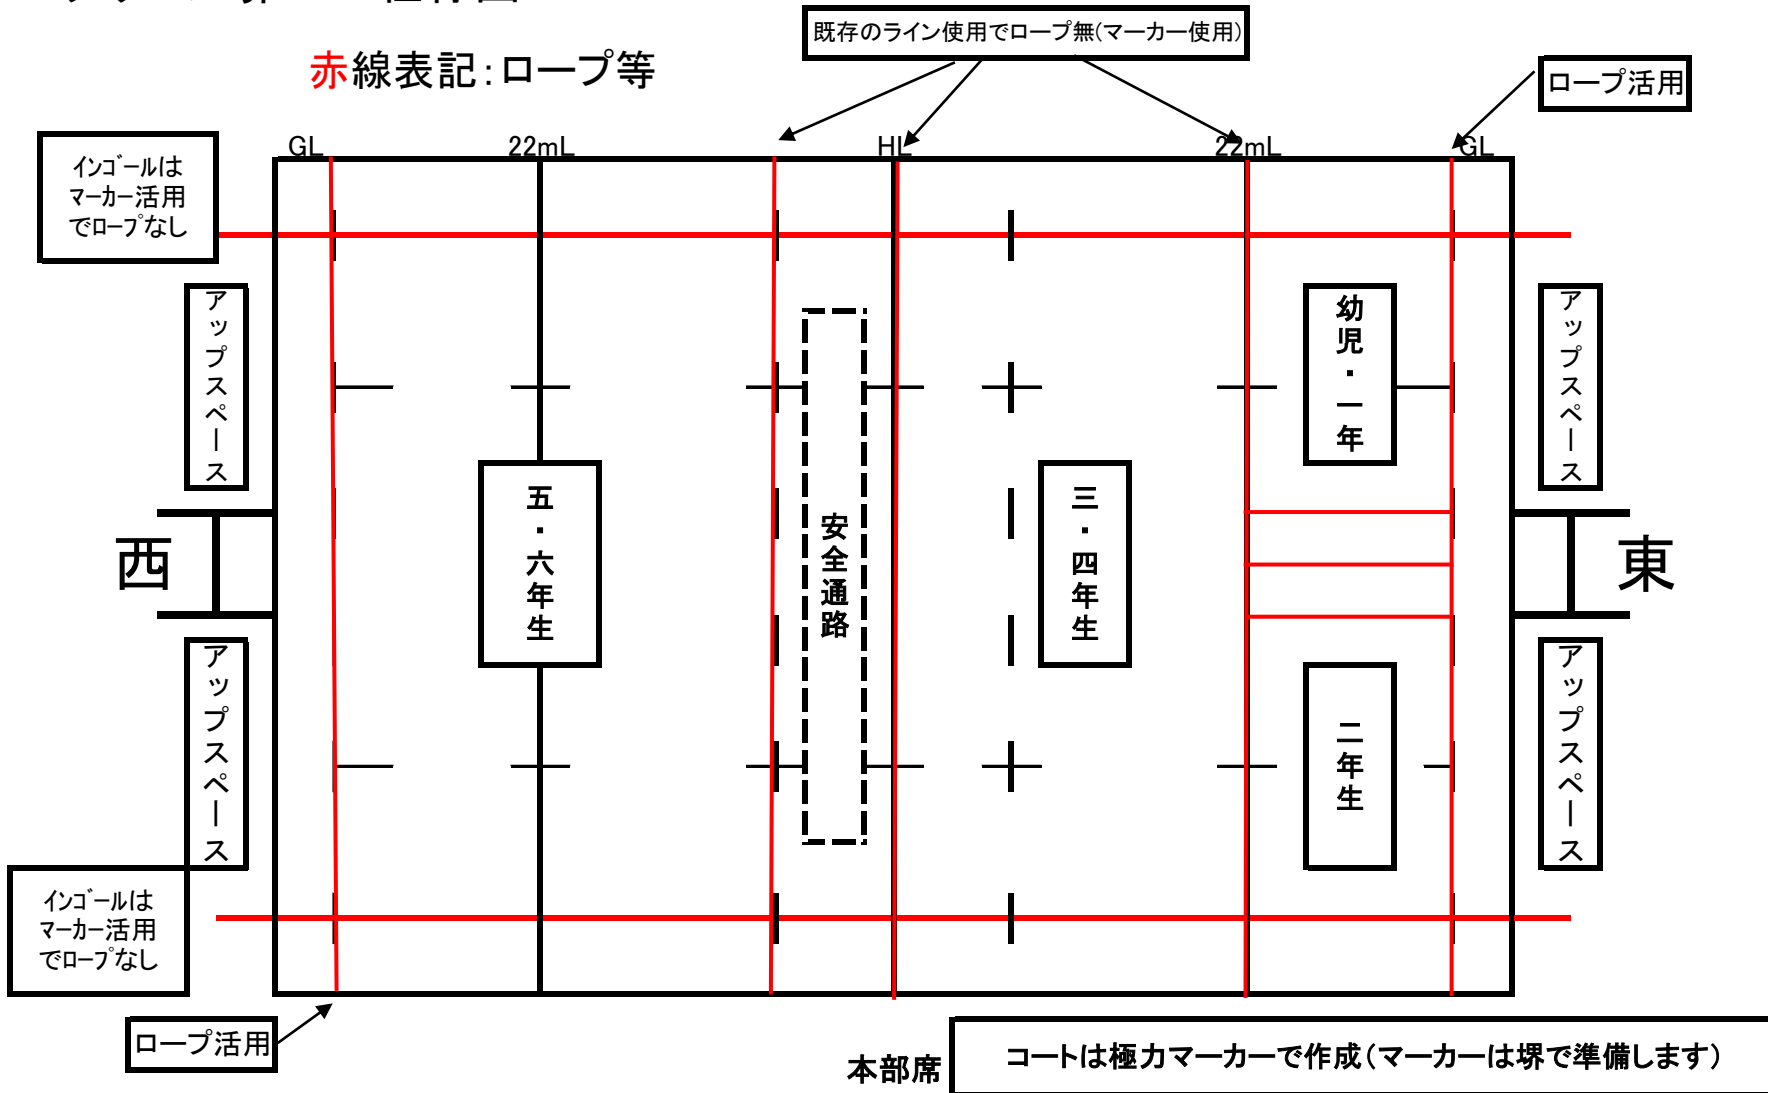 既存のライン使用でロープ無(マーカー使用)
赤線表記:ロープ等
ロープ活用
GL
22mL
HL
22mL
GL
インゴールは
マーカー活用
でロープなし
アップスペース
アップスペース
幼児・一年
五・六年生
安全通路
三・四年生
西
東
アップスペース
アップスペース
二年生
インゴールは
マーカー活用
でロープなし
ロープ活用
本部席
コートは極力マーカーで作成(マーカーは堺で準備します)